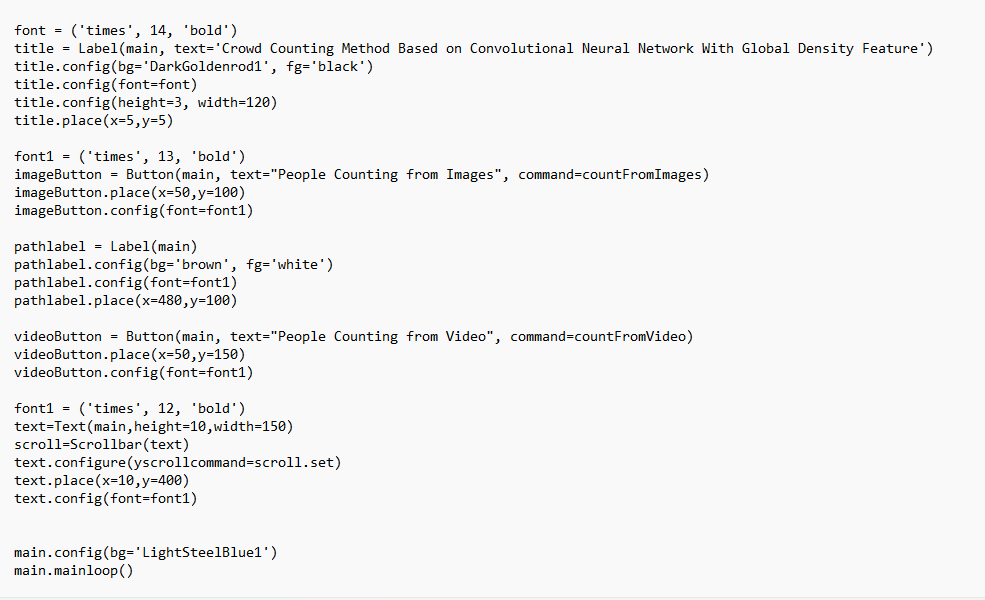 font = ('times', 14, 'bold')
title = Label(main, text='Crowd Counting Method Based on Convolutional Neural Network With Global Density Feature')
title.config(bg='DarkGoldenrod1', fg='black')
title.config(font=font)
title.config(height=3, width=120)
title.place(x=5,y=5)

font1 = ('times', 13, 'bold')
imageButton = Button(main, text="People Counting from Images", command=countFromImages)
imageButton.place(x=50,y=100)
imageButton.config(font=font1)

pathlabel = Label(main)
pathlabel.config(bg='brown', fg='white')
pathlabel.config(font=font1)
pathlabel.place(x=480,y=100)

videoButton = Button(main, text="People Counting from Video", command=countFromVideo)
videoButton.place(x=50,y=150)
videoButton.config(font=font1)

font1 = ('times', 12, 'bold')
text=Text(main,height=10,width=150)
scroll=Scrollbar(text)
text.configure(yscrollcommand=scroll.set)
text.place(x=10,y=400)
text.config(font=font1)


main.config(bg='LightSteelBlue1')
main.mainloop()